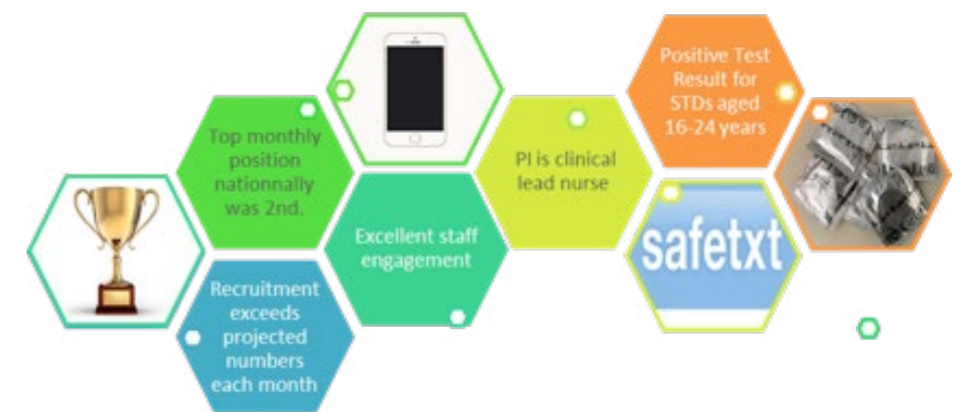 Top monthly
position
nationnally
was 2nd.
Recruitment
exceeds
projected
numbers
each month
Excellent staff
engagement
PI is clinical
lead nurse
Positive Test
Result for
STDs aged
16-24 years
safetxt